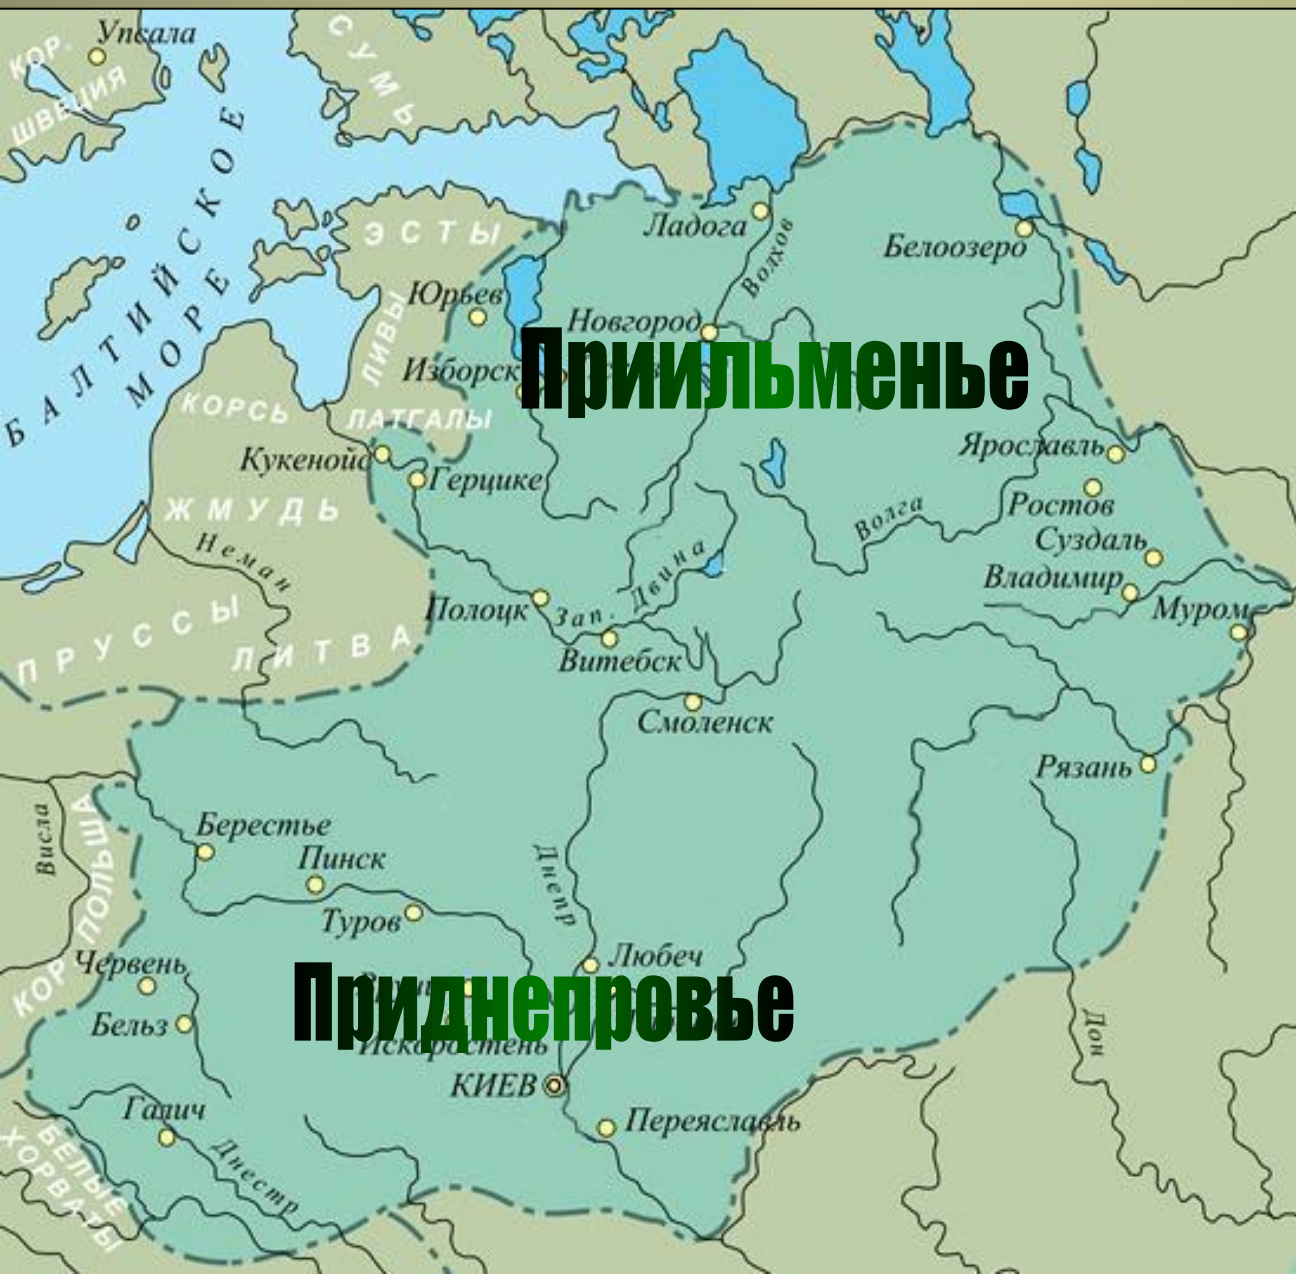 Упсала
КОР. ШВЕЦИЯ
СУМЬ
БАЛТИЙСКОЕ
МОРЕ
ЭСТЫ
Ладога
Волхов
Белоозеро
Юрьев
ЛИВЫ
Новгород
Изборск
Приильменье
КОРСЬ
ЛАТГАЛЫ
Кукенойс
Герцике
Ярославль
Ростов
ЖМУДЬ
Неман
Волга
Суздаль
Владимир
Муром
Полоцк
Зап. Двина
Витебск
ПРУССЫ
ЛИТВА
Смоленск
Рязань
Висла
КОР. ПОЛЬША
Берестье
Пинск
Туров
Днепр
Любеч
Червень
Бельз
Приднепровье
Искоростень
КИЕВ
Дон
Галич
Днестр
Переяславль
БЕЛЫЕ
ХОРВАТЫ